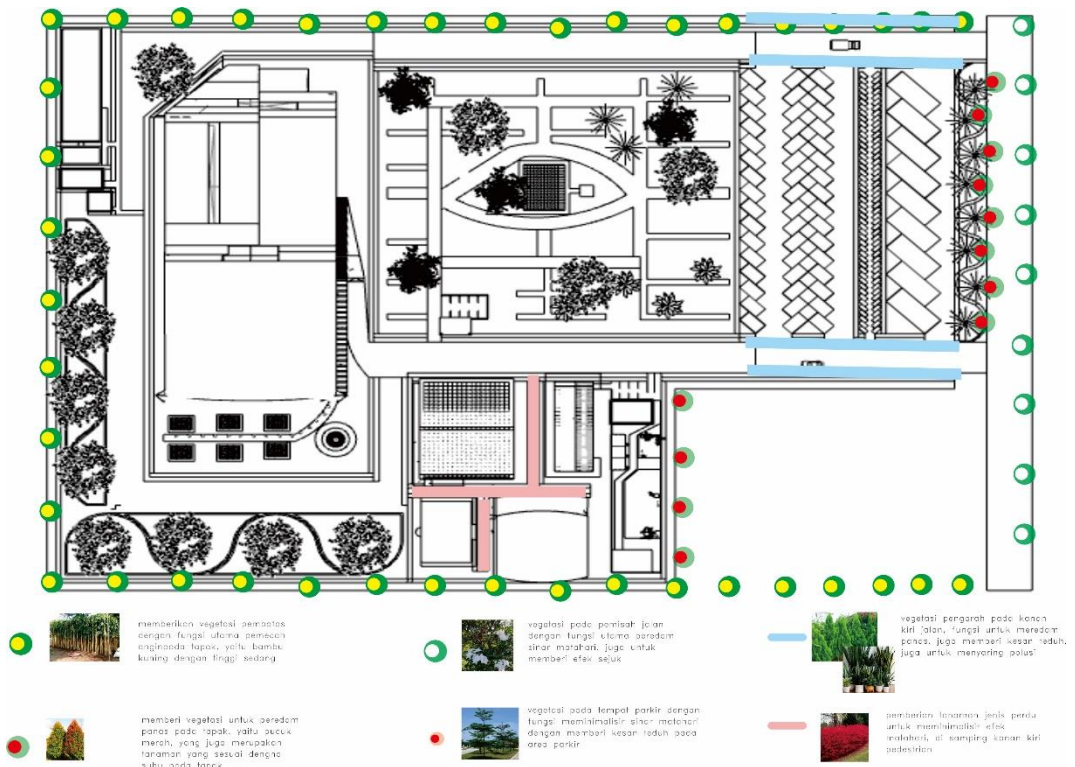 memberikan vegetasi pembatas
dengan fungsi utama pemecah
anginpada tapak, yaitu bambu
kuning dengan tinggi sedang
vegetasi pada pemisah jalan
dengan fungsi utama peredam
sinar matahari, juga untuk
memberi efek sejuk
vegetasi pengarah pada kanan
kiri jalan, fungsi untuk meredam
panas, juga memberi kesan teduh,
juga untuk menyaring polusi
memberi vegetasi untuk peredam
panas pada tapak, yaitu pucuk
merah, yang juga merupakan
tanaman yang sesuai dengna
suhu pada tapak
vegetasi pada tempat parkir dengan
fungsi meminimalisir sinar matahari
dengan memberi kesan teduh pada
area parkir
pemberian tanaman jenis perdu
untuk meminimalisir efek
matahari, di samping kanan kiri
pedestrian